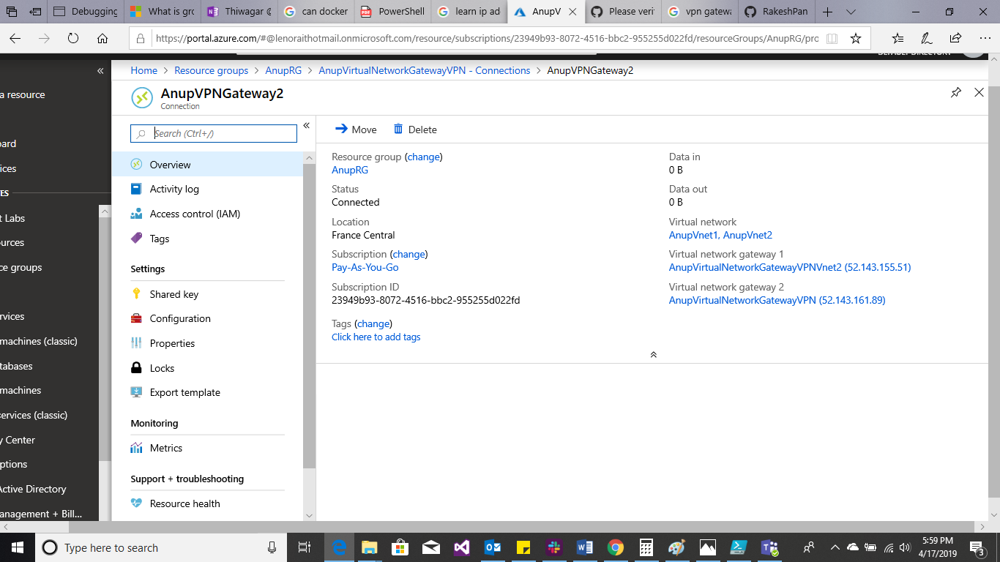 Debugging
What is gro
Thiwagar @
can docker
PowerShell
learn ip ad
AnupV
Please veri
vpn gatewa
RakeshPan
https://portal.azure.com/#@lenoraithotmail.onmicrosoft.com/resource/subscriptions/23949b93-8072-4516-bbc2-955255d022fd/resourceGroups/AnupRG/pro
Home > Resource groups > AnupRG > AnupVirtualNetworkGatewayVPN - Connections > AnupVPNGateway2
AnupVPNGateway2
Connection
a resource
ard
ices
ES
t Labs
urces
ce groups
rvices
machines (classic)
tabases
machines
ervices (classic)
y Center
ptions
Active Directory
anagement + Bill...
Search (Ctrl+/)
Overview
Activity log
Access control (IAM)
Tags
Settings
Shared key
Configuration
Properties
Locks
Export template
Monitoring
Metrics
Support + troubleshooting
Resource health
Move
Delete
Resource group (change)
AnupRG
Status
Connected
Location
France Central
Subscription (change)
Pay-As-You-Go
Subscription ID
23949b93-8072-4516-bbc2-955255d022fd
Tags (change)
Click here to add tags
Data in
0 B
Data out
0 B
Virtual network
AnupVnet1, AnupVnet2
Virtual network gateway 1
AnupVirtualNetworkGatewayVPNVnet2 (52.143.155.51)
Virtual network gateway 2
AnupVirtualNetworkGatewayVPN (52.143.161.89)
Type here to search
5:59 PM
4/17/2019
3